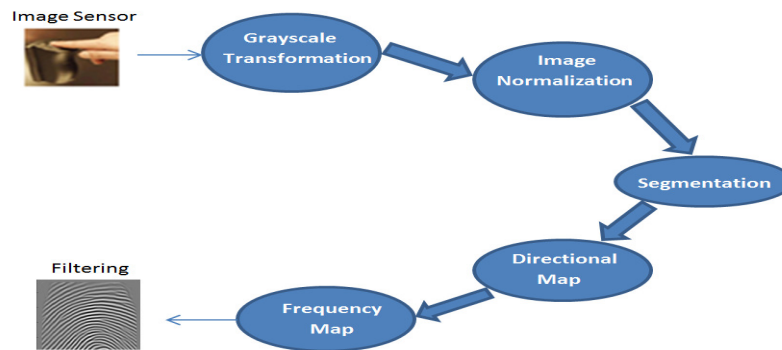 Image Sensor
Grayscale
Transformation
Image
Normalization
Segmentation
Directional
Map
Frequency
Map
Filtering